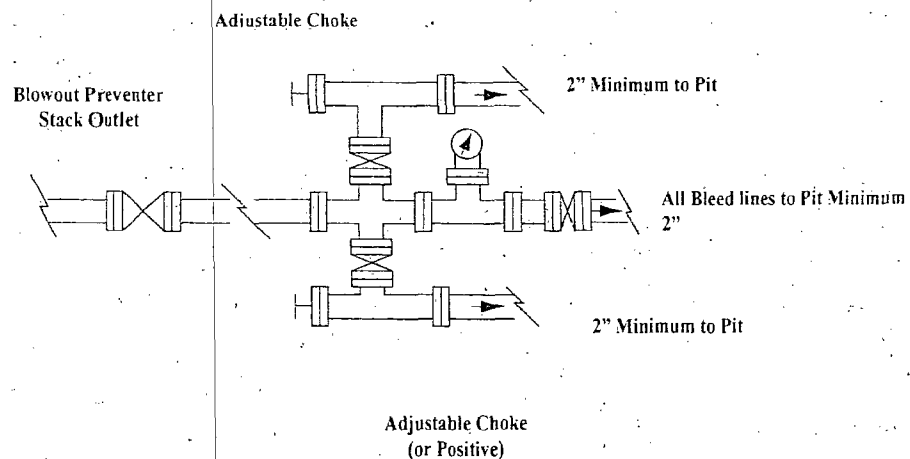 Adjustable Choke
Blowout Preventer
Stack Outlet
2" Minimum to Pit
All Bleed lines to Pit Minimum
2"
2" Minimum to Pit
Adjustable Choke
(or Positive)